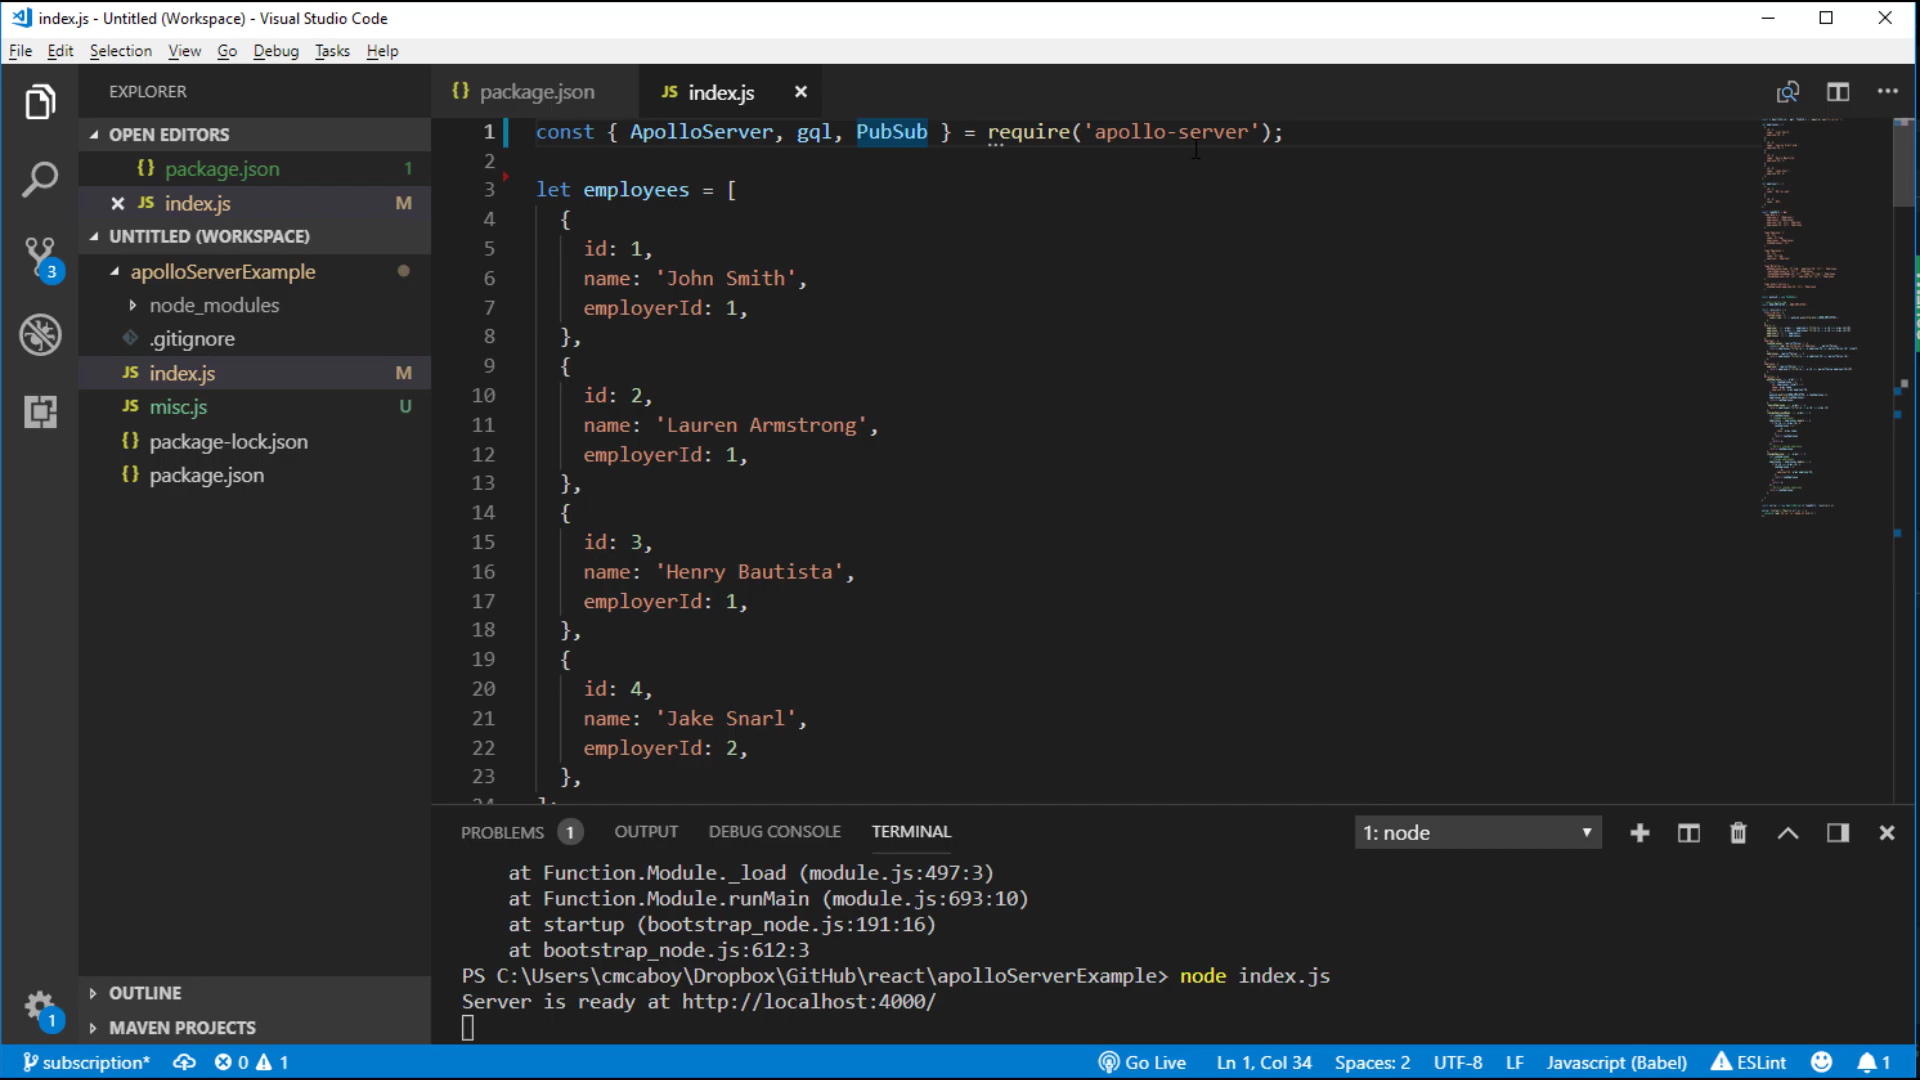 index.js - Untitled (Workspace) - Visual Studio Code
File Edit Selection View Go Debug Tasks Help
EXPLORER
OPEN EDITORS
{} package.json 1
JS index.js M
UNTITLED (WORKSPACE)
apolloServerExample
node_modules
.gitignore
JS index.js M
JS misc.js U
{} package-lock.json
{} package.json
OUTLINE
MAVEN PROJECTS
3
1
{} package.json JS index.js
1 const { ApolloServer, gql, PubSub } = require('apollo-server');
2
3 let employees = [
4 {
5 id: 1,
6 name: 'John Smith',
7 employerId: 1,
8 },
9 {
10 id: 2,
11 name: 'Lauren Armstrong',
12 employerId: 1,
13 },
14 {
15 id: 3,
16 name: 'Henry Bautista',
17 employerId: 1,
18 },
19 {
20 id: 4,
21 name: 'Jake Snarl',
22 employerId: 2,
23 },
PROBLEMS 1 OUTPUT DEBUG CONSOLE TERMINAL 1: node
at Function.Module._load (module.js:497:3)
at Function.Module.runMain (module.js:693:10)
at startup (bootstrap_node.js:191:16)
at bootstrap_node.js:612:3
PS C:\Users\cmcaboy\Dropbox\GitHub\react\apolloServerExample> node index.js
Server is ready at http://localhost:4000/
subscription* 0 1 Go Live Ln 1, Col 34 Spaces: 2 UTF-8 LF Javascript (Babel) ESLint 1